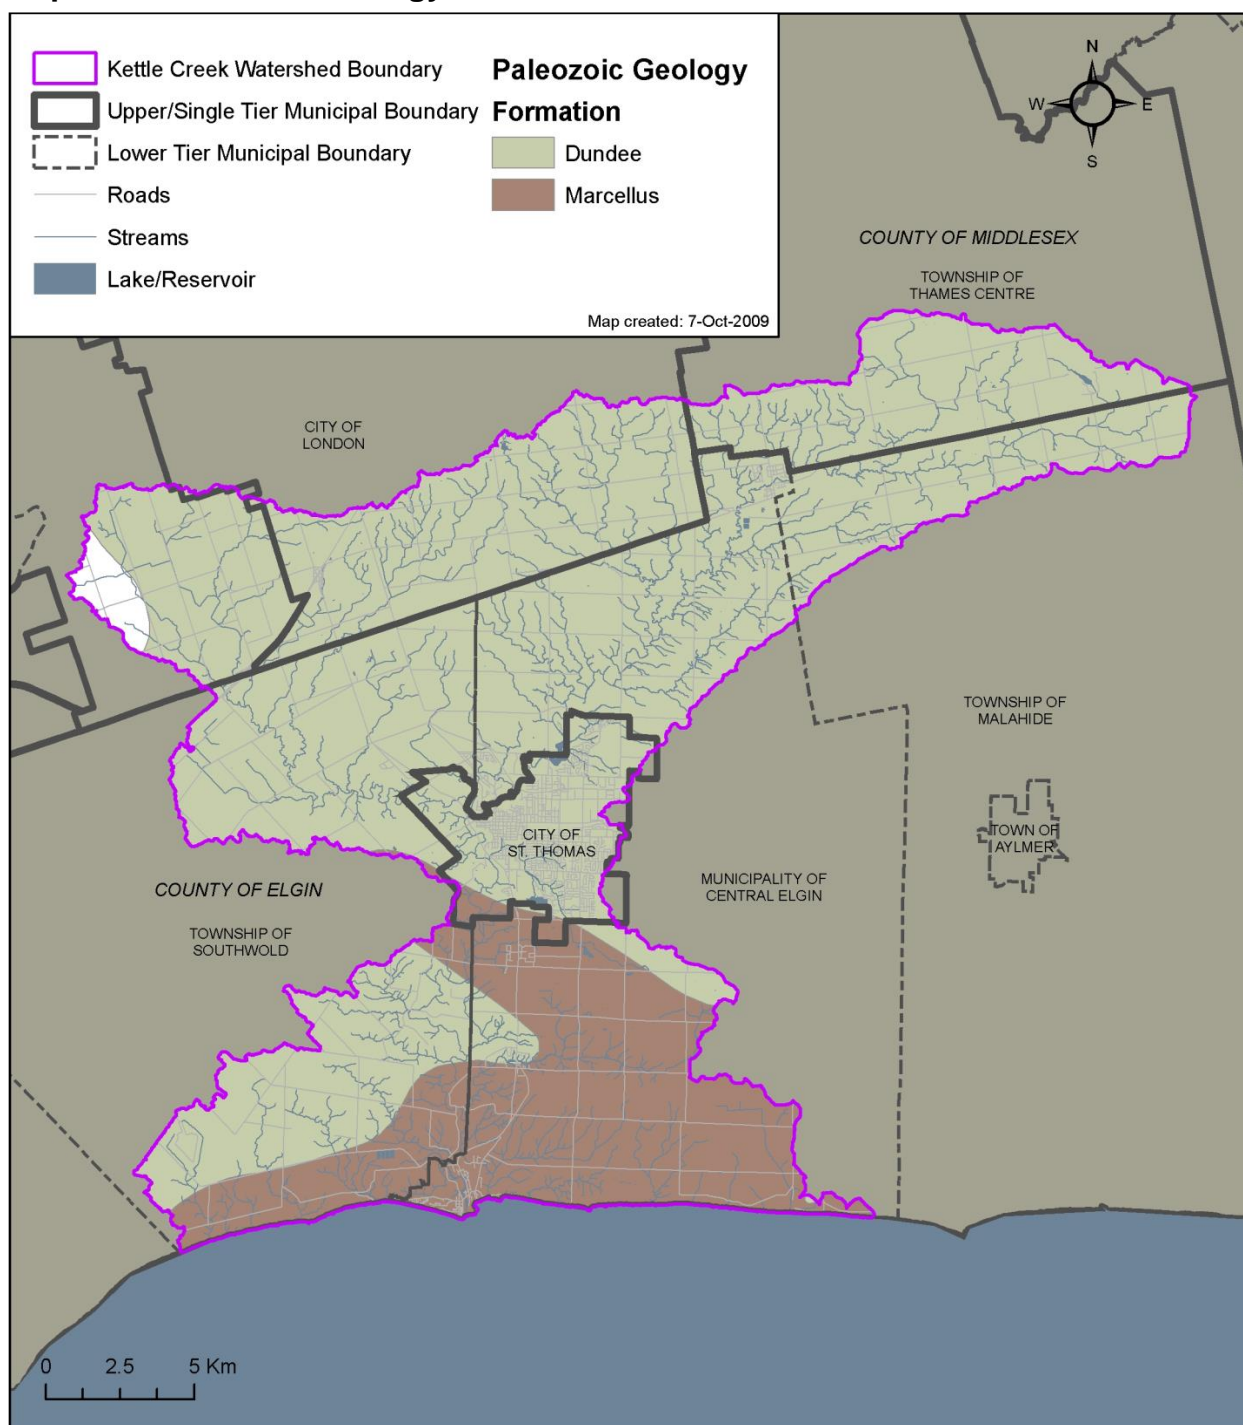 Kettle Creek Watershed Boundary
Upper/Single Tier Municipal Boundary
Lower Tier Municipal Boundary
Roads
Streams
Lake/Reservoir
Paleozoic Geology
Formation
Dundee
Marcellus
Map created: 7-Oct-2009
N
W
E
S
COUNTY OF MIDDLESEX
TOWNSHIP OF
THAMES CENTRE
CITY OF
LONDON
TOWNSHIP OF
MALAHIDE
TOWN OF
AYLMER
CITY OF
ST. THOMAS
MUNICIPALITY OF
CENTRAL ELGIN
COUNTY OF ELGIN
TOWNSHIP OF
SOUTHWOLD
0 2.5 5 Km